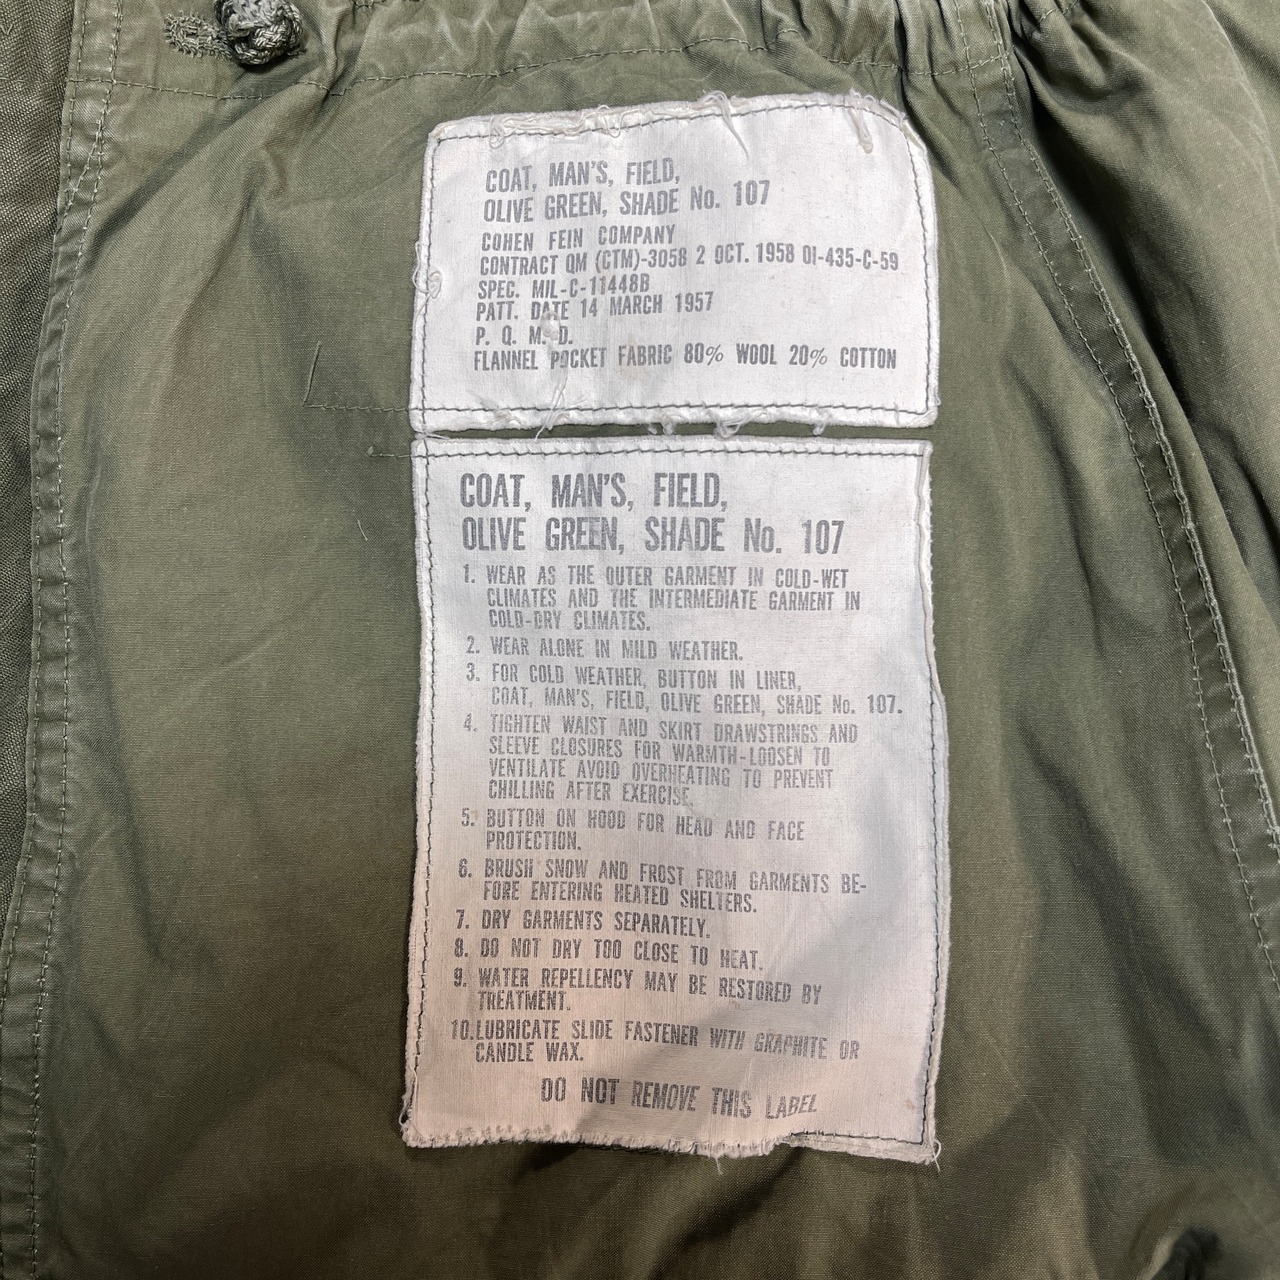 COAT, MAN'S, FIELD,
OLIVE GREEN, SHADE No. 107
COHEN FEIN COMPANY
CONTRACT QM (CTM)-3058 2 OCT. 1958 OI-435-C-59
SPEC. MIL-C-11448B
PATT. DATE 14 MARCH 1957
P. Q. M. D.
FLANNEL POCKET FABRIC 80% WOOL 20% COTTON
COAT, MAN'S, FIELD,
OLIVE GREEN, SHADE No. 107
1. WEAR AS THE OUTER GARMENT IN COLD-WET
CLIMATES AND THE INTERMEDIATE GARMENT IN
COLD-DRY CLIMATES.
2. WEAR ALONE IN MILD WEATHER.
3. FOR COLD WEATHER, BUTTON IN LINER,
COAT, MAN'S, FIELD, OLIVE GREEN, SHADE No. 107.
4. TIGHTEN WAIST AND SKIRT DRAWSTRINGS AND
SLEEVE CLOSURES FOR WARMTH-LOOSEN TO
VENTILATE AVOID OVERHEATING TO PREVENT
CHILLING AFTER EXERCISE.
5. BUTTON ON HOOD FOR HEAD AND FACE
PROTECTION.
6. BRUSH SNOW AND FROST FROM GARMENTS BE-
FORE ENTERING HEATED SHELTERS.
7. DRY GARMENTS SEPARATELY.
8. DO NOT DRY TOO CLOSE TO HEAT.
9. WATER REPELLENCY MAY BE RESTORED BY
TREATMENT.
10. LUBRICATE SLIDE FASTENER WITH GRAPHITE OR
CANDLE WAX.
DO NOT REMOVE THIS LABEL